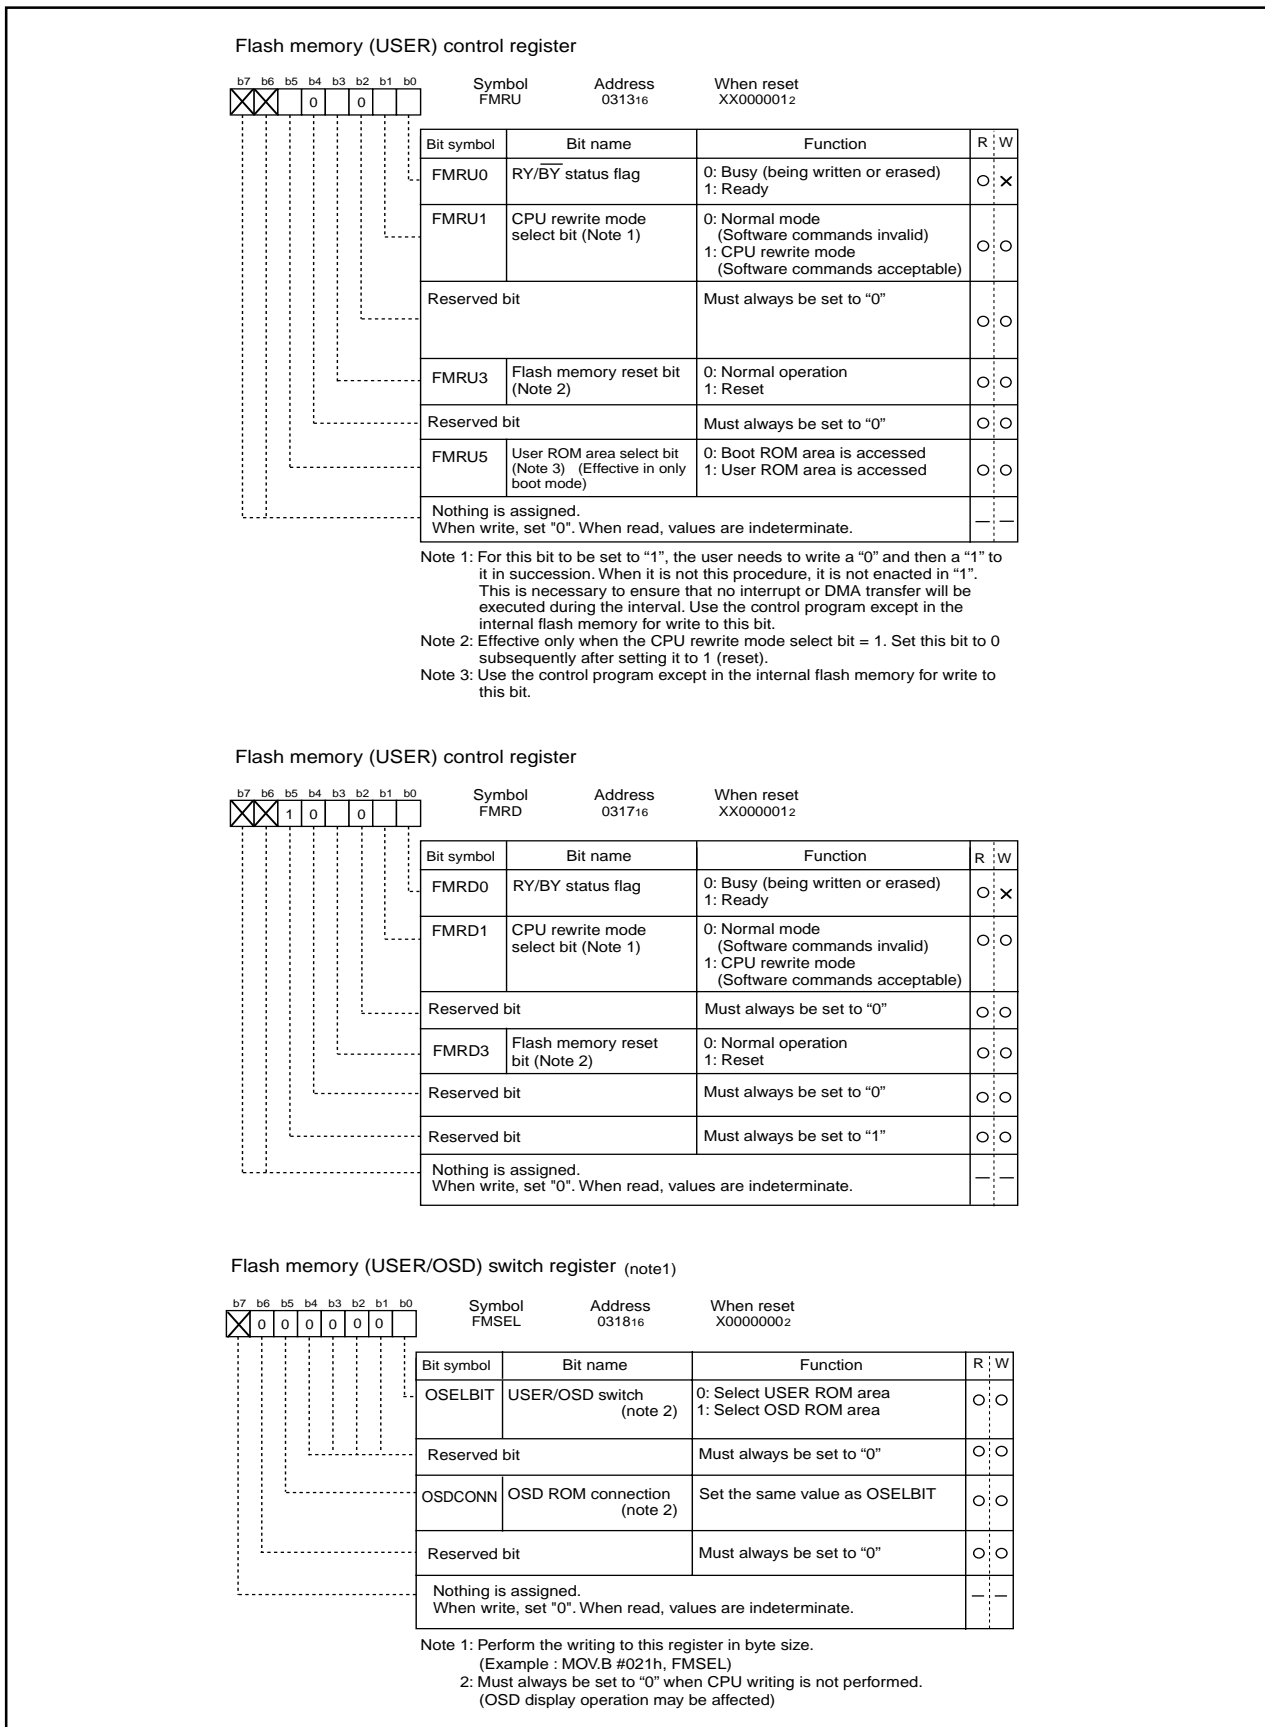 Flash memory (USER) control register
b7 b6 b5 b4 b3 b2 b1 b0
0 0
Symbol Address When reset
FMRU 031316 XX0000012
Bit symbol Bit name Function R W
FMRU0 RY/BY status flag 0: Busy (being written or erased)
1: Ready
FMRU1 CPU rewrite mode 0: Normal mode
select bit (Note 1) (Software commands invalid)
1: CPU rewrite mode
(Software commands acceptable)
Reserved bit Must always be set to “0”
FMRU3 Flash memory reset bit 0: Normal operation
(Note 2) 1: Reset
Reserved bit Must always be set to “0”
FMRU5 User ROM area select bit 0: Boot ROM area is accessed
(Note 3) (Effective in only 1: User ROM area is accessed
boot mode)
Nothing is assigned.
When write, set "0". When read, values are indeterminate.
Note 1: For this bit to be set to “1”, the user needs to write a “0” and then a “1” to
it in succession. When it is not this procedure, it is not enacted in “1”.
This is necessary to ensure that no interrupt or DMA transfer will be
executed during the interval. Use the control program except in the
internal flash memory for write to this bit.
Note 2: Effective only when the CPU rewrite mode select bit = 1. Set this bit to 0
subsequently after setting it to 1 (reset).
Note 3: Use the control program except in the internal flash memory for write to
this bit.
Flash memory (USER) control register
b7 b6 b5 b4 b3 b2 b1 b0
1 0 0
Symbol Address When reset
FMRD 031716 XX0000012
Bit symbol Bit name Function R W
FMRD0 RY/BY status flag 0: Busy (being written or erased)
1: Ready
FMRD1 CPU rewrite mode 0: Normal mode
select bit (Note 1) (Software commands invalid)
1: CPU rewrite mode
(Software commands acceptable)
Reserved bit Must always be set to “0”
FMRD3 Flash memory reset 0: Normal operation
bit (Note 2) 1: Reset
Reserved bit Must always be set to “0”
Reserved bit Must always be set to “1”
Nothing is assigned.
When write, set "0". When read, values are indeterminate.
Flash memory (USER/OSD) switch register (note1)
b7 b6 b5 b4 b3 b2 b1 b0
0 0 0 0 0 0
Symbol Address When reset
FMSEL 031816 X00000002
Bit symbol Bit name Function R W
OSELBIT USER/OSD switch 0: Select USER ROM area
(note 2) 1: Select OSD ROM area
Reserved bit Must always be set to “0”
OSDCONN OSD ROM connection Set the same value as OSELBIT
(note 2)
Reserved bit Must always be set to “0”
Nothing is assigned.
When write, set "0". When read, values are indeterminate.
Note 1: Perform the writing to this register in byte size.
(Example : MOV.B #021h, FMSEL)
2: Must always be set to “0” when CPU writing is not performed.
(OSD display operation may be affected)